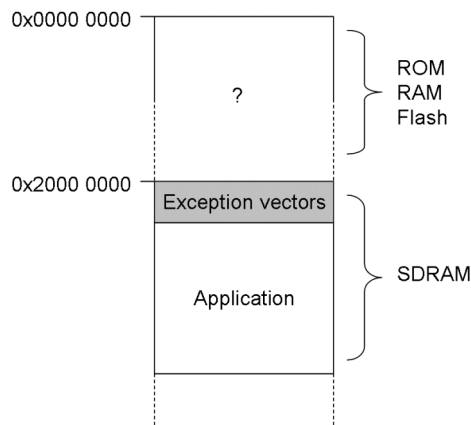 0x0000 0000
?
ROM
RAM
Flash
0x2000 0000
Exception vectors
Application
SDRAM